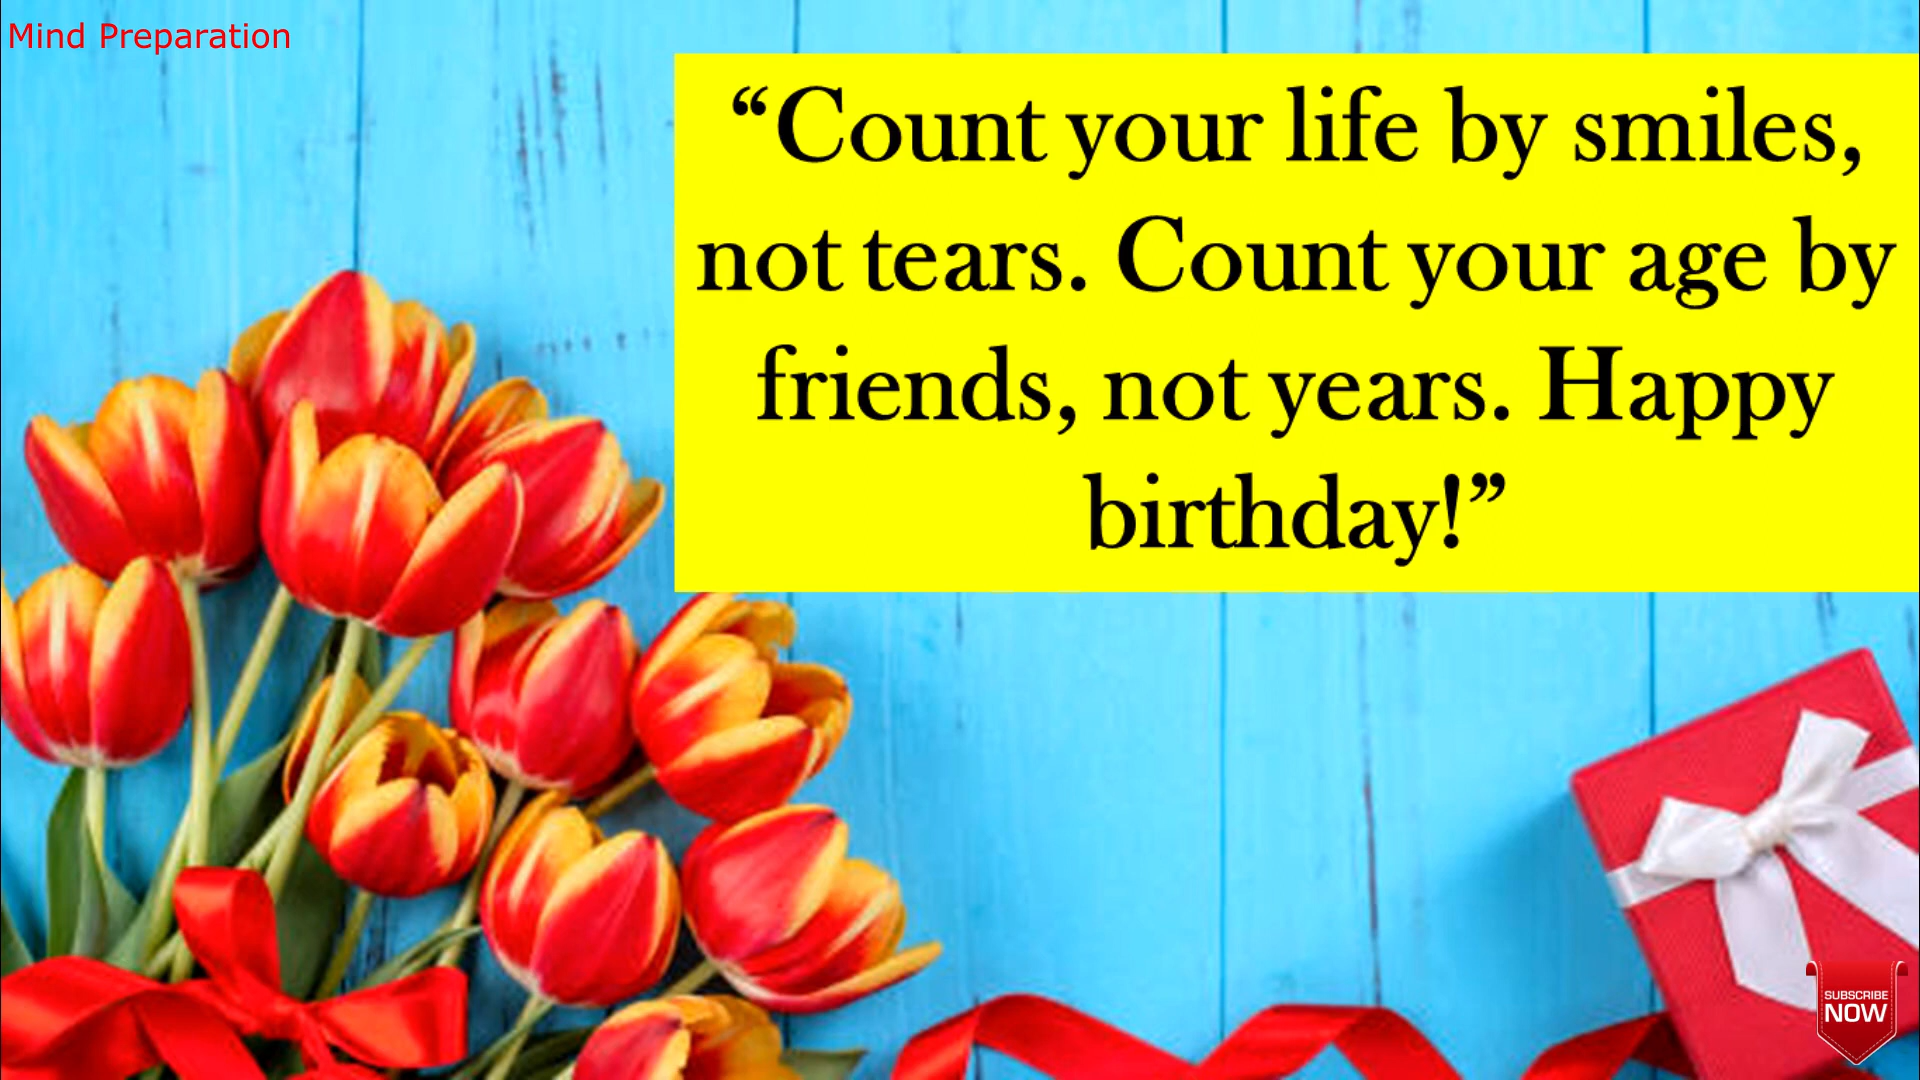 Mind Preparation
“Count your life by smiles,
not tears. Count your age by
friends, not years. Happy
birthday!”
SUBSCRIBE
NOW